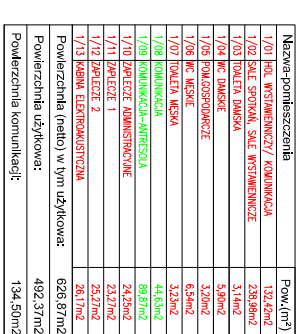 Nazwa-pomieszczenia Pow.(m²)
1/01 HOL WYSTAWIENNICZY/ KOMUNIKACJA 132,42m2
1/02 SALE SPOTKAŃ, SALE WYSTAWIENNICZE 238,98m2
1/03 TOALETA DAMSKA 3,14m2
1/04 WC DAMSKIE 5,90m2
1/05 POM.GOSPODARCZE 3,20m2
1/06 WC MĘSKIE 6,54m2
1/07 TOALETA MĘSKA 3,23m2
1/08 KOMUNIKACJA 44,63m2
1/09 KOMUNIKACJA-ANTRESOLA 89,87m2
1/10 ZAPLECZE ADMINISTRACYJNE 24,25m2
1/11 ZAPLECZE 1 23,27m2
1/12 ZAPLECZE 2 25,27m2
1/13 KABINA ELEKTROAKUSTYCZNA 26,17m2
Powierzchnia (netto) w tym użytkowa: 626,87m2
Powierzchnia użytkowa: 492,37m2
Powierzchnia komunikacji: 134,50m2